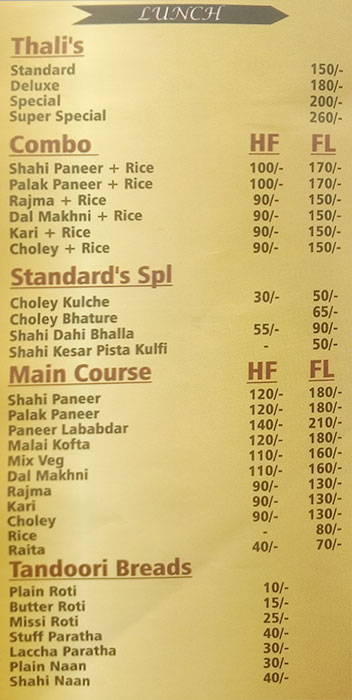 LUNCH
Thali's
Standard 150/-
Deluxe 180/-
Special 200/-
Super Special 260/-
Combo HF FL
Shahi Paneer + Rice 100/- 170/-
Palak Paneer + Rice 100/- 170/-
Rajma + Rice 90/- 150/-
Dal Makhni + Rice 90/- 150/-
Kari + Rice 90/- 150/-
Choley + Rice 90/- 150/-
Standard's Spl
Choley Kulche 30/- 50/-
Choley Bhature 65/-
Shahi Dahi Bhalla 55/- 90/-
Shahi Kesar Pista Kulfi - 50/-
Main Course HF FL
Shahi Paneer 120/- 180/-
Palak Paneer 120/- 180/-
Paneer Lababdar 140/- 210/-
Malai Kofta 120/- 180/-
Mix Veg 110/- 160/-
Dal Makhni 110/- 160/-
Rajma 90/- 130/-
Kari 90/- 130/-
Choley 90/- 130/-
Rice - 80/-
Raita 40/- 70/-
Tandoori Breads
Plain Roti 10/-
Butter Roti 15/-
Missi Roti 25/-
Stuff Paratha 40/-
Laccha Paratha 30/-
Plain Naan 30/-
Shahi Naan 40/-